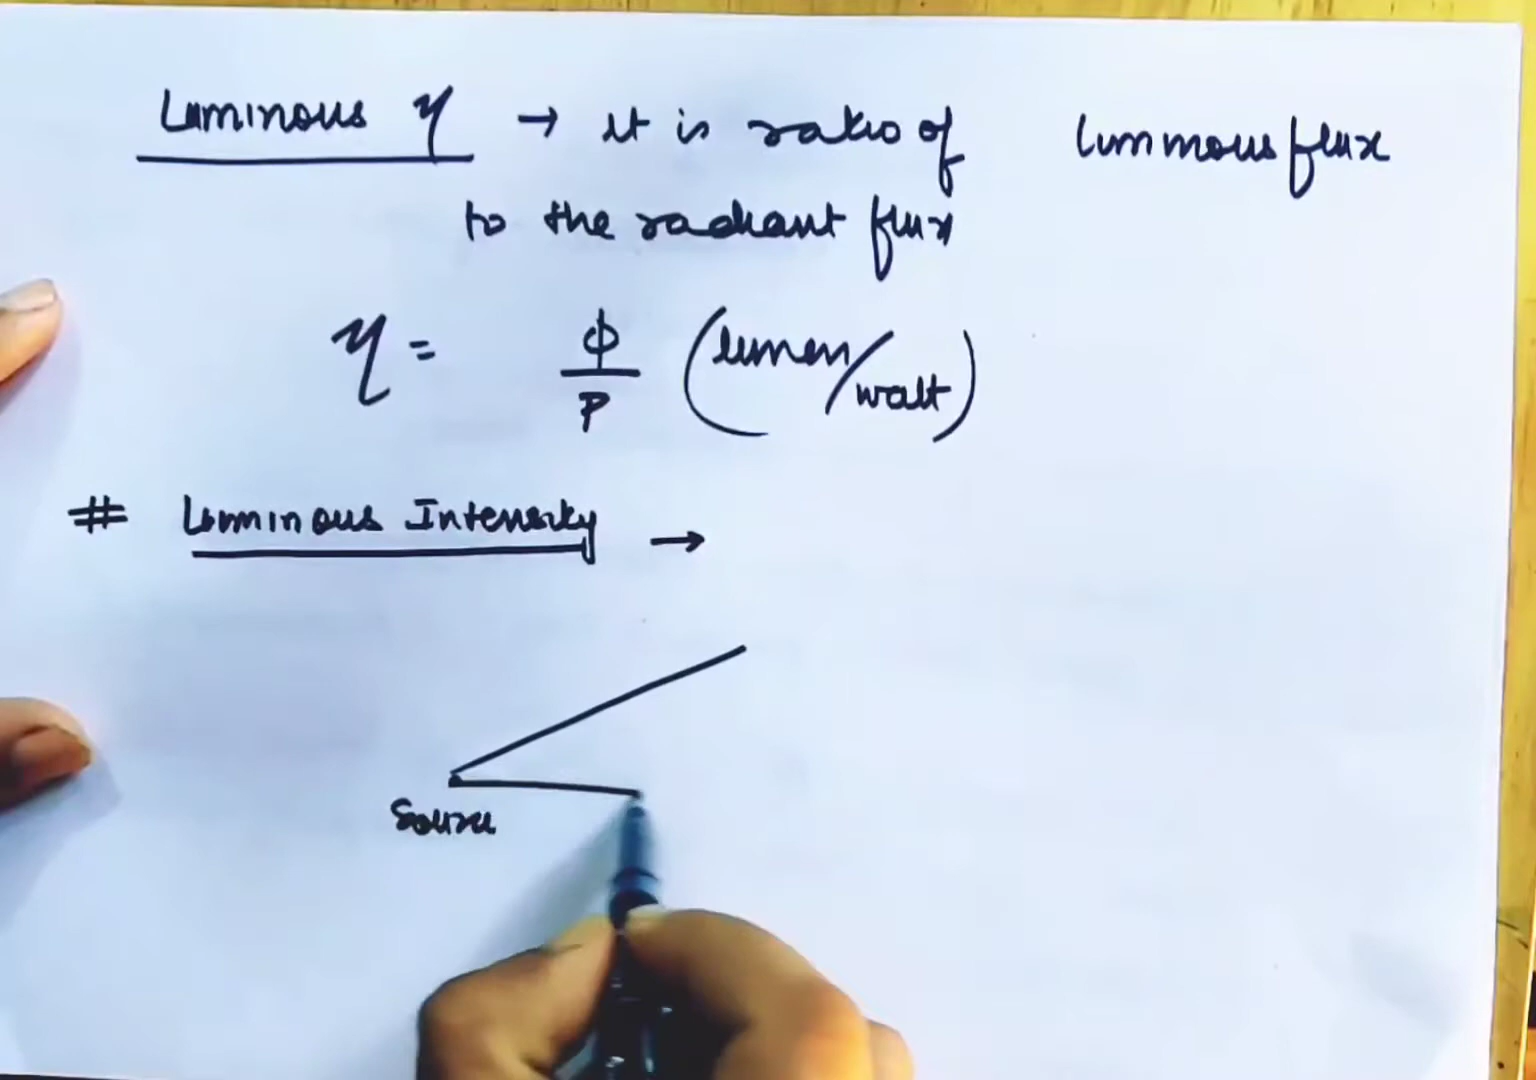 Luminous η → it is ratio of luminous flux
to the radiant flux
η = φ/P (lumen/watt)
# Luminous Intensity →
Source